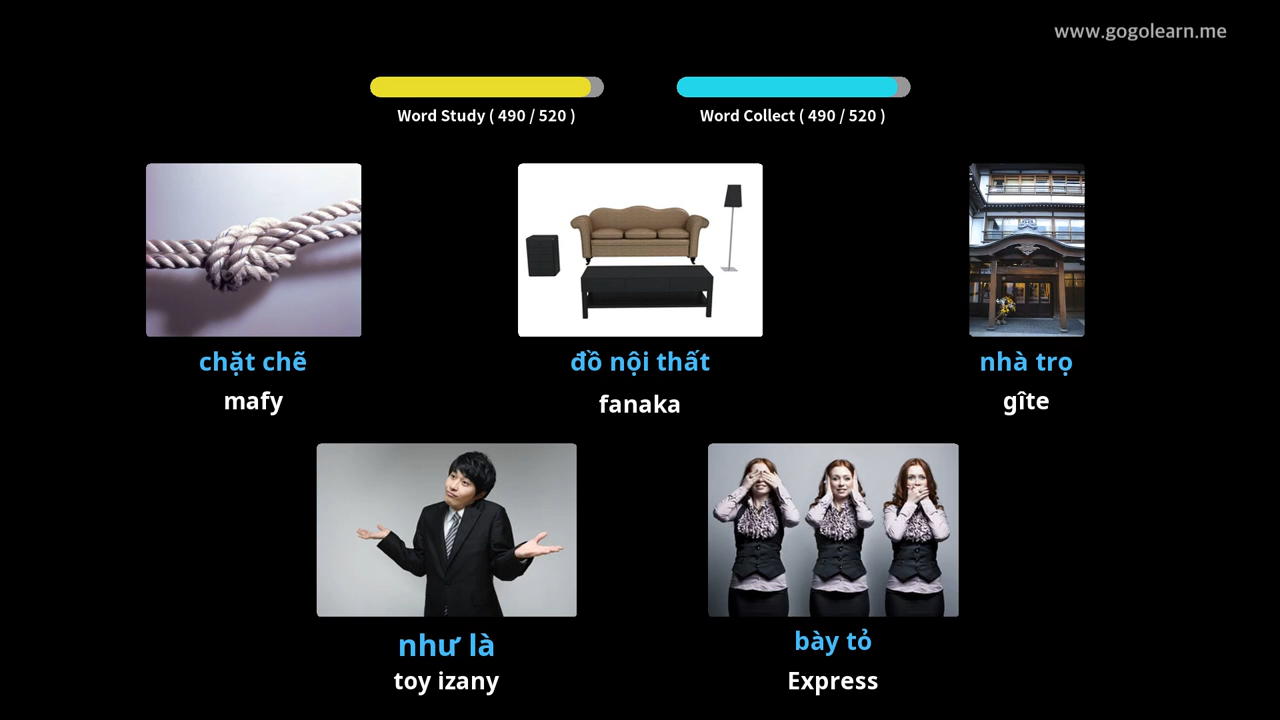 www.gogolearn.me
Word Study ( 490 / 520 )
Word Collect ( 490 / 520 )
chặt chẽ
mafy
đồ nội thất
fanaka
nhà trọ
gîte
như là
toy izany
bày tỏ
Express